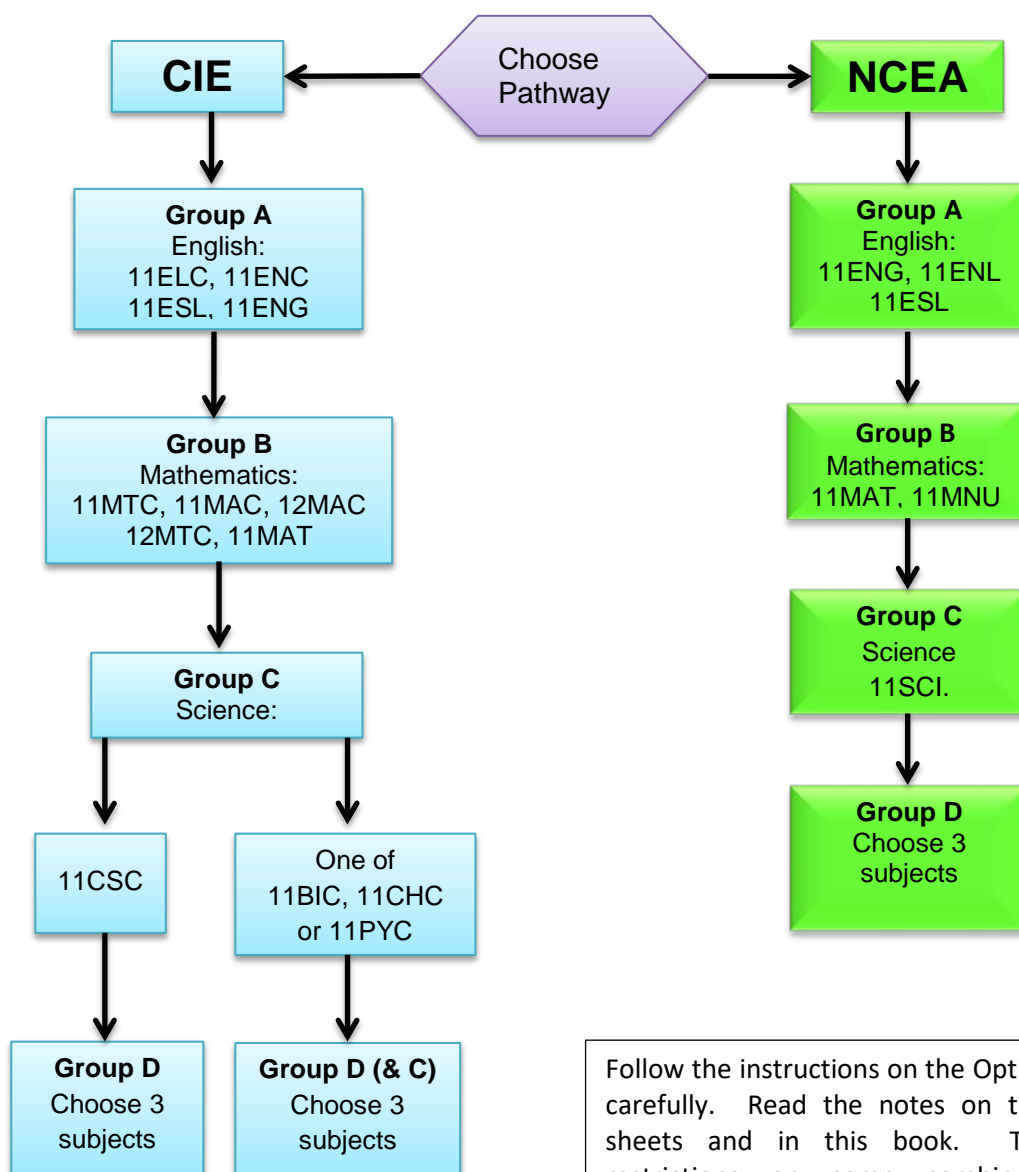 Choose
Pathway
CIE
NCEA
Group A
English:
11ELC, 11ENC
11ESL, 11ENG
Group A
English:
11ENG, 11ENL
11ESL
Group B
Mathematics:
11MTC, 11MAC, 12MAC
12MTC, 11MAT
Group B
Mathematics:
11MAT, 11MNU
Group C
Science:
Group C
Science
11SCI.
11CSC
One of
11BIC, 11CHC
or 11PYC
Group D
Choose 3
subjects
Group D
Choose 3
subjects
Group D (& C)
Choose 3
subjects
Follow the instructions on the
carefully. Read the notes on
sheets and in this book.